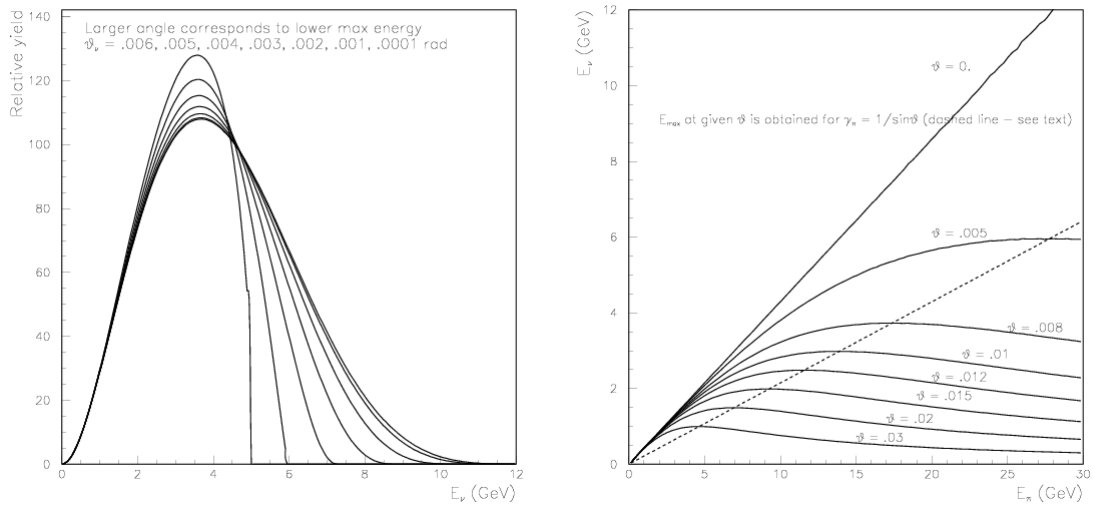 Relative yield
Larger angle corresponds to lower max energy
ϑν = .006, .005, .004, .003, .002, .001, .0001 rad
140
120
100
80
60
40
20
0
0 2 4 6 8 10 12
Eν (GeV)
Eν (GeV)
12
10
8
6
4
2
0
ϑ = 0.
Emax at given ϑ is obtained for γπ = 1/sinϑ (dashed line – see text)
ϑ = .005
ϑ = .008
ϑ = .01
ϑ = .012
ϑ = .015
ϑ = .02
ϑ = .03
0 5 10 15 20 25 30
Eπ (GeV)